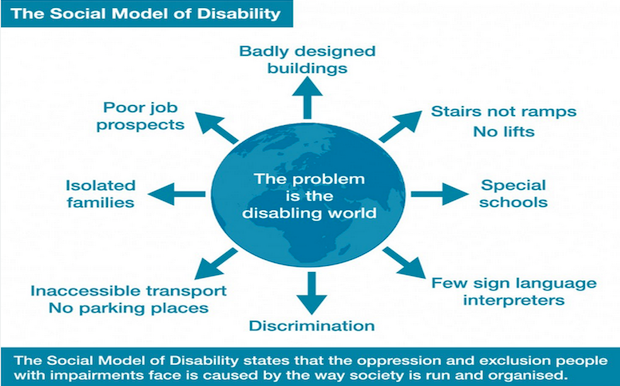 The Social Model of Disability
Badly designed
buildings
Poor job
prospects
Stairs not ramps
No lifts
Isolated
families
The problem
is the
disabling world
Special
schools
Inaccessible transport
No parking places
Few sign language
interpreters
Discrimination
The Social Model of Disability states that the oppression and exclusion people
with impairments face is caused by the way society is run and organised.